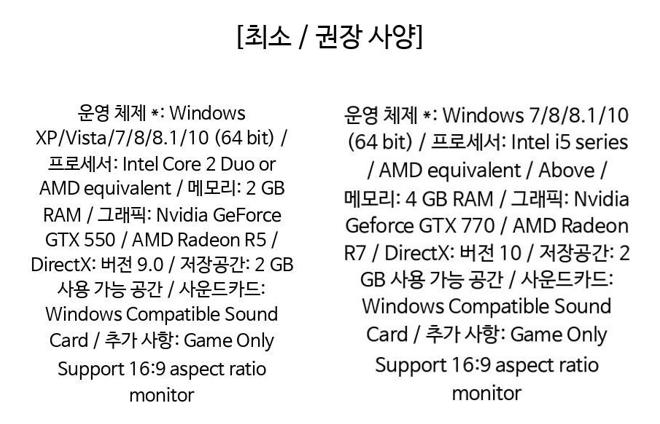 [최소 / 권장 사양]
운영 체제 *: Windows
XP/Vista/7/8/8.1/10 (64 bit) /
프로세서: Intel Core 2 Duo or
AMD equivalent / 메모리: 2 GB
RAM / 그래픽: Nvidia GeForce
GTX 550 / AMD Radeon R5 /
DirectX: 버전 9.0 / 저장공간: 2 GB
사용 가능 공간 / 사운드카드:
Windows Compatible Sound
Card / 추가 사항: Game Only
Support 16:9 aspect ratio
monitor
운영 체제 *: Windows 7/8/8.1/10
(64 bit) / 프로세서: Intel i5 series
/ AMD equivalent / Above /
메모리: 4 GB RAM / 그래픽: Nvidia
Geforce GTX 770 / AMD Radeon
R7 / DirectX: 버전 10 / 저장공간: 2
GB 사용 가능 공간 / 사운드카드:
Windows Compatible Sound
Card / 추가 사항: Game Only
Support 16:9 aspect ratio
monitor